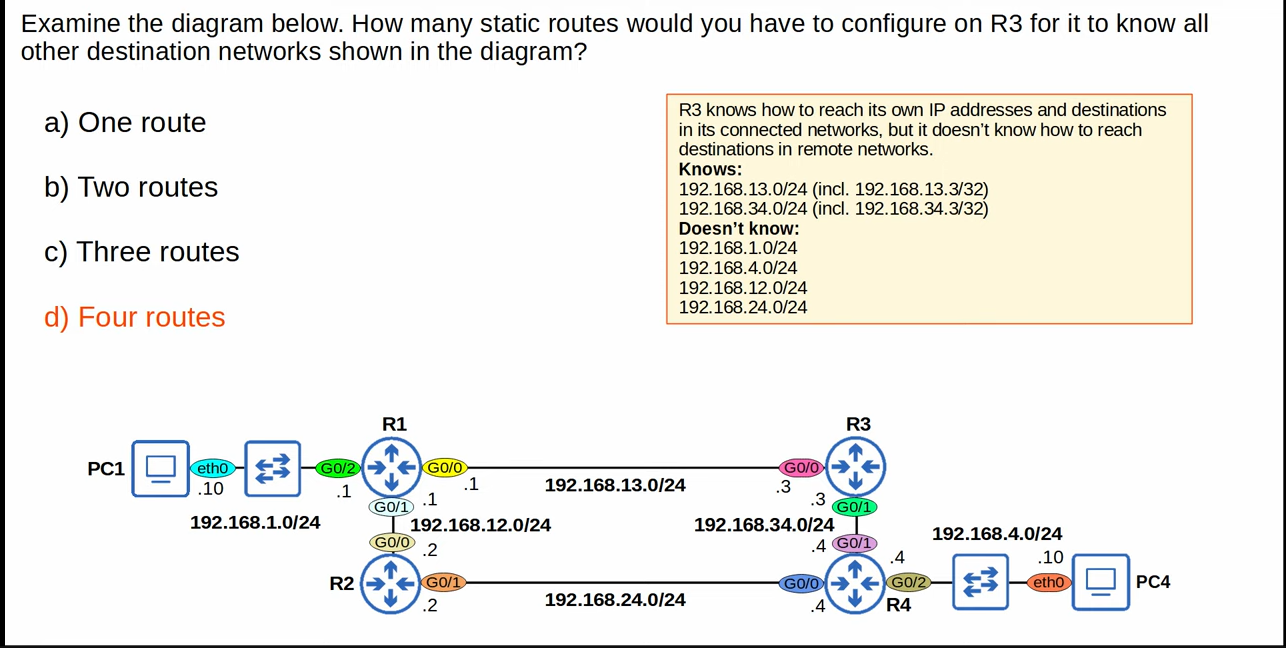 Examine the diagram below. How many static routes would you have to configure on R3 for it to know all
other destination networks shown in the diagram?
a) One route
b) Two routes
c) Three routes
d) Four routes
R3 knows how to reach its own IP addresses and destinations
in its connected networks, but it doesn't know how to reach
destinations in remote networks.
Knows:
192.168.13.0/24 (incl. 192.168.13.3/32)
192.168.34.0/24 (incl. 192.168.34.3/32)
Doesn't know:
192.168.1.0/24
192.168.4.0/24
192.168.12.0/24
192.168.24.0/24
R1
R3
PC1
eth0
G0/2
G0/0
G0/0
.10
.1
.1
192.168.13.0/24
.3
.1
.3
G0/1
G0/1
192.168.1.0/24
192.168.12.0/24
192.168.34.0/24
192.168.4.0/24
G0/0
.2
.4
G0/1
.4
.10
R2
G0/1
G0/0
G0/2
eth0
PC4
.2
192.168.24.0/24
.4
R4